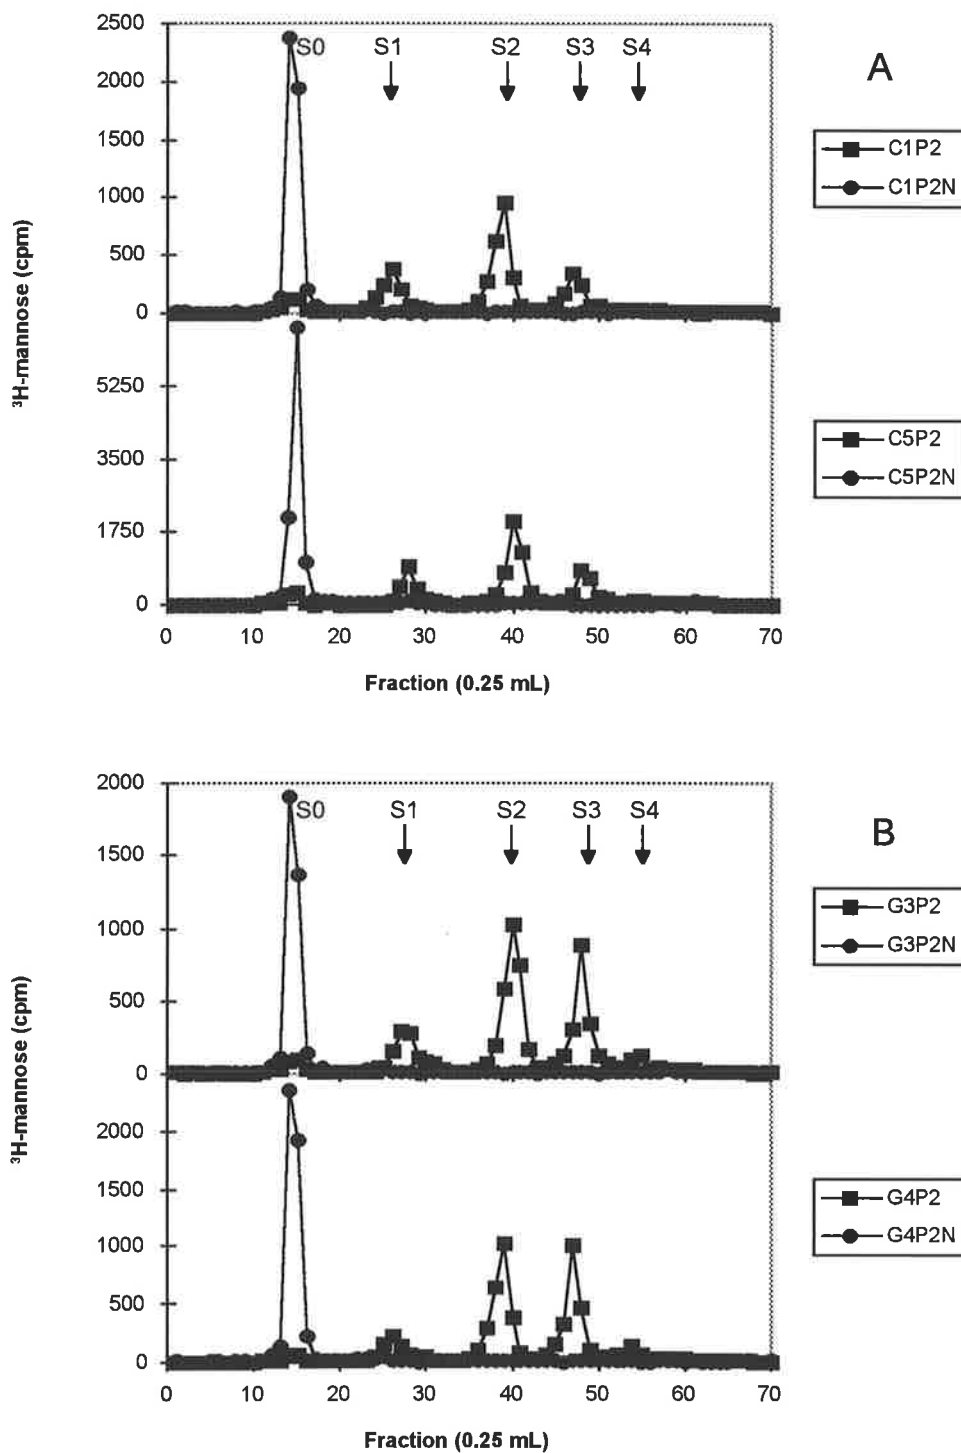 2500
S0 S1 S2 S3 S4
A
2000
1500
1000
500
0
C1P2
C1P2N
³H-mannose (cpm)
5250
3500
1750
0
C5P2
C5P2N
0 10 20 30 40 50 60 70
Fraction (0.25 mL)
2000
S0 S1 S2 S3 S4
B
1500
1000
500
0
G3P2
G3P2N
³H-mannose (cpm)
2000
1500
1000
500
0
G4P2
G4P2N
0 10 20 30 40 50 60 70
Fraction (0.25 mL)